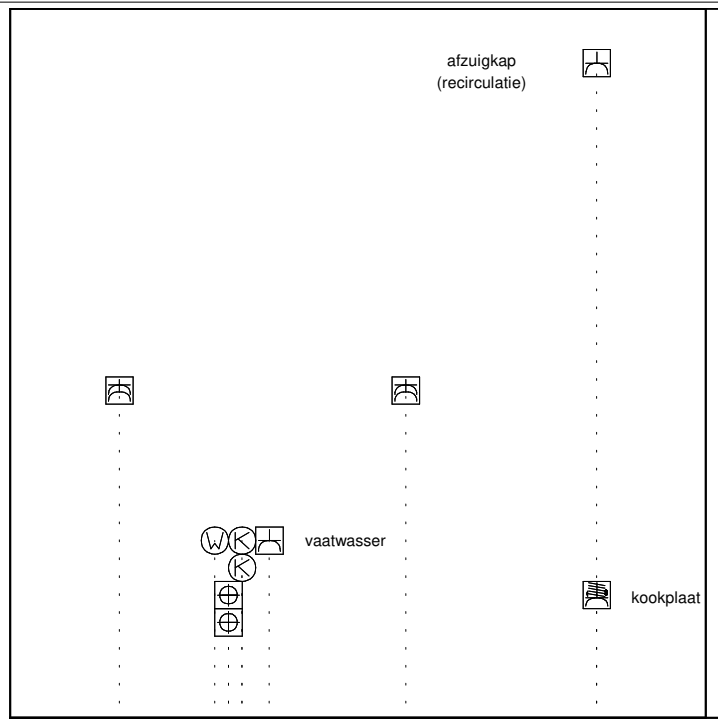 afzuigkap
(recirculatie)
W K
vaatwasser
K
kookplaat